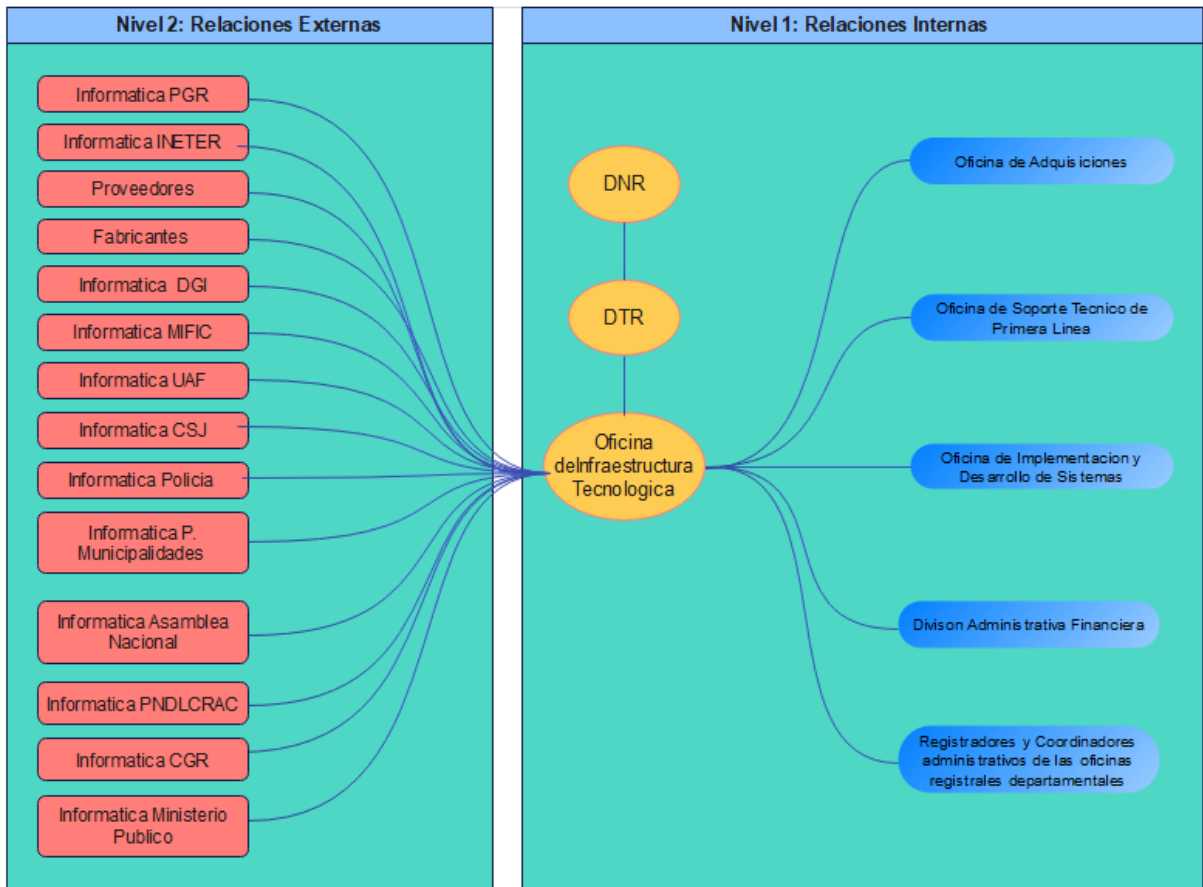 Nivel 2: Relaciones Externas
Informatica PGR
Informatica INETER
Proveedores
Fabricantes
Informatica DGI
Informatica MIFIC
Informatica UAF
Informatica CSJ
Informatica Policia
Informatica P.
Municipalidades
Informatica Asamblea
Nacional
Informatica PNDLCRAC
Informatica CGR
Informatica Ministerio
Publico
Nivel 1: Relaciones Internas
DNR
DTR
Oficina
deInfraestructura
Tecnologica
Oficina de Adquisiciones
Oficina de Soporte Tecnico de
Primera Linea
Oficina de Implementacion y
Desarrollo de Sistemas
Divison Administrativa Financiera
Registradores y Coordinadores
administrativos de las oficinas
registrales departamentales